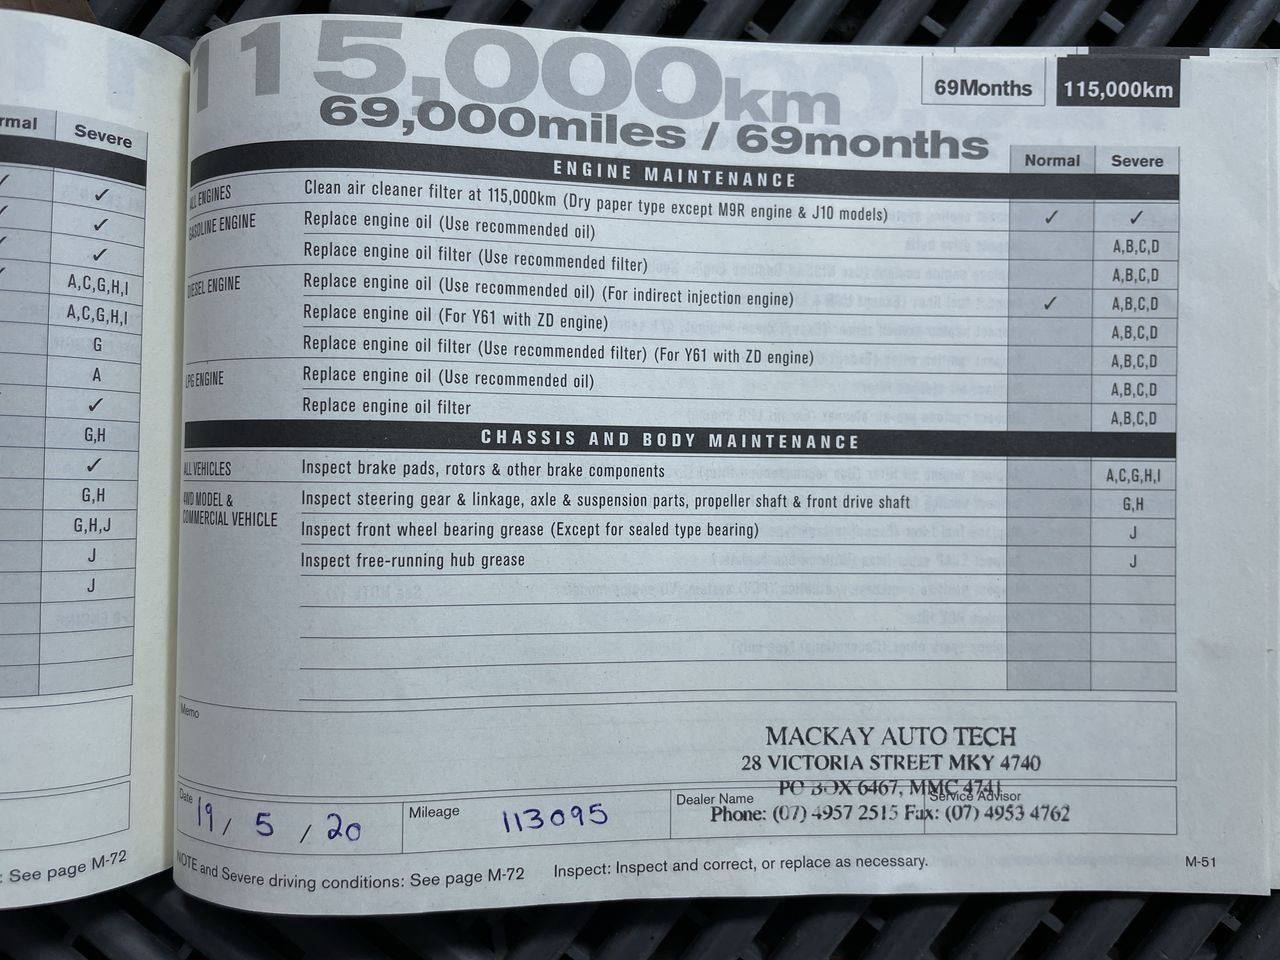 rmal Severe
✓ ✓
✓ ✓
✓ ✓
✓ A,C,G,H,I
A,C,G,H,I
G
A
✓
G,H
✓
G,H
G,H,J
J
J
: See page M-72
115,000km
69,000miles / 69months
69Months 115,000km
Normal Severe
ENGINE MAINTENANCE
ALL ENGINES Clean air cleaner filter at 115,000km (Dry paper type except M9R engine & J10 models) ✓ ✓
GASOLINE ENGINE Replace engine oil (Use recommended oil) A,B,C,D
Replace engine oil filter (Use recommended filter) A,B,C,D
DIESEL ENGINE Replace engine oil (Use recommended oil) (For indirect injection engine) ✓ A,B,C,D
Replace engine oil (For Y61 with ZD engine) A,B,C,D
Replace engine oil filter (Use recommended filter) (For Y61 with ZD engine) A,B,C,D
LPG ENGINE Replace engine oil (Use recommended oil) A,B,C,D
Replace engine oil filter A,B,C,D
CHASSIS AND BODY MAINTENANCE
ALL VEHICLES Inspect brake pads, rotors & other brake components A,C,G,H,I
4WD MODEL & COMMERCIAL VEHICLE Inspect steering gear & linkage, axle & suspension parts, propeller shaft & front drive shaft G,H
Inspect front wheel bearing grease (Except for sealed type bearing) J
Inspect free-running hub grease J
Memo
MACKAY AUTO TECH
28 VICTORIA STREET MKY 4740
PO BOX 6467, MMC 4741
Phone: (07) 4957 2515 Fax: (07) 4953 4762
Date 19 / 5 / 20 Mileage 113095 Dealer Name Service Advisor
NOTE and Severe driving conditions: See page M-72 Inspect: Inspect and correct, or replace as necessary. M-51